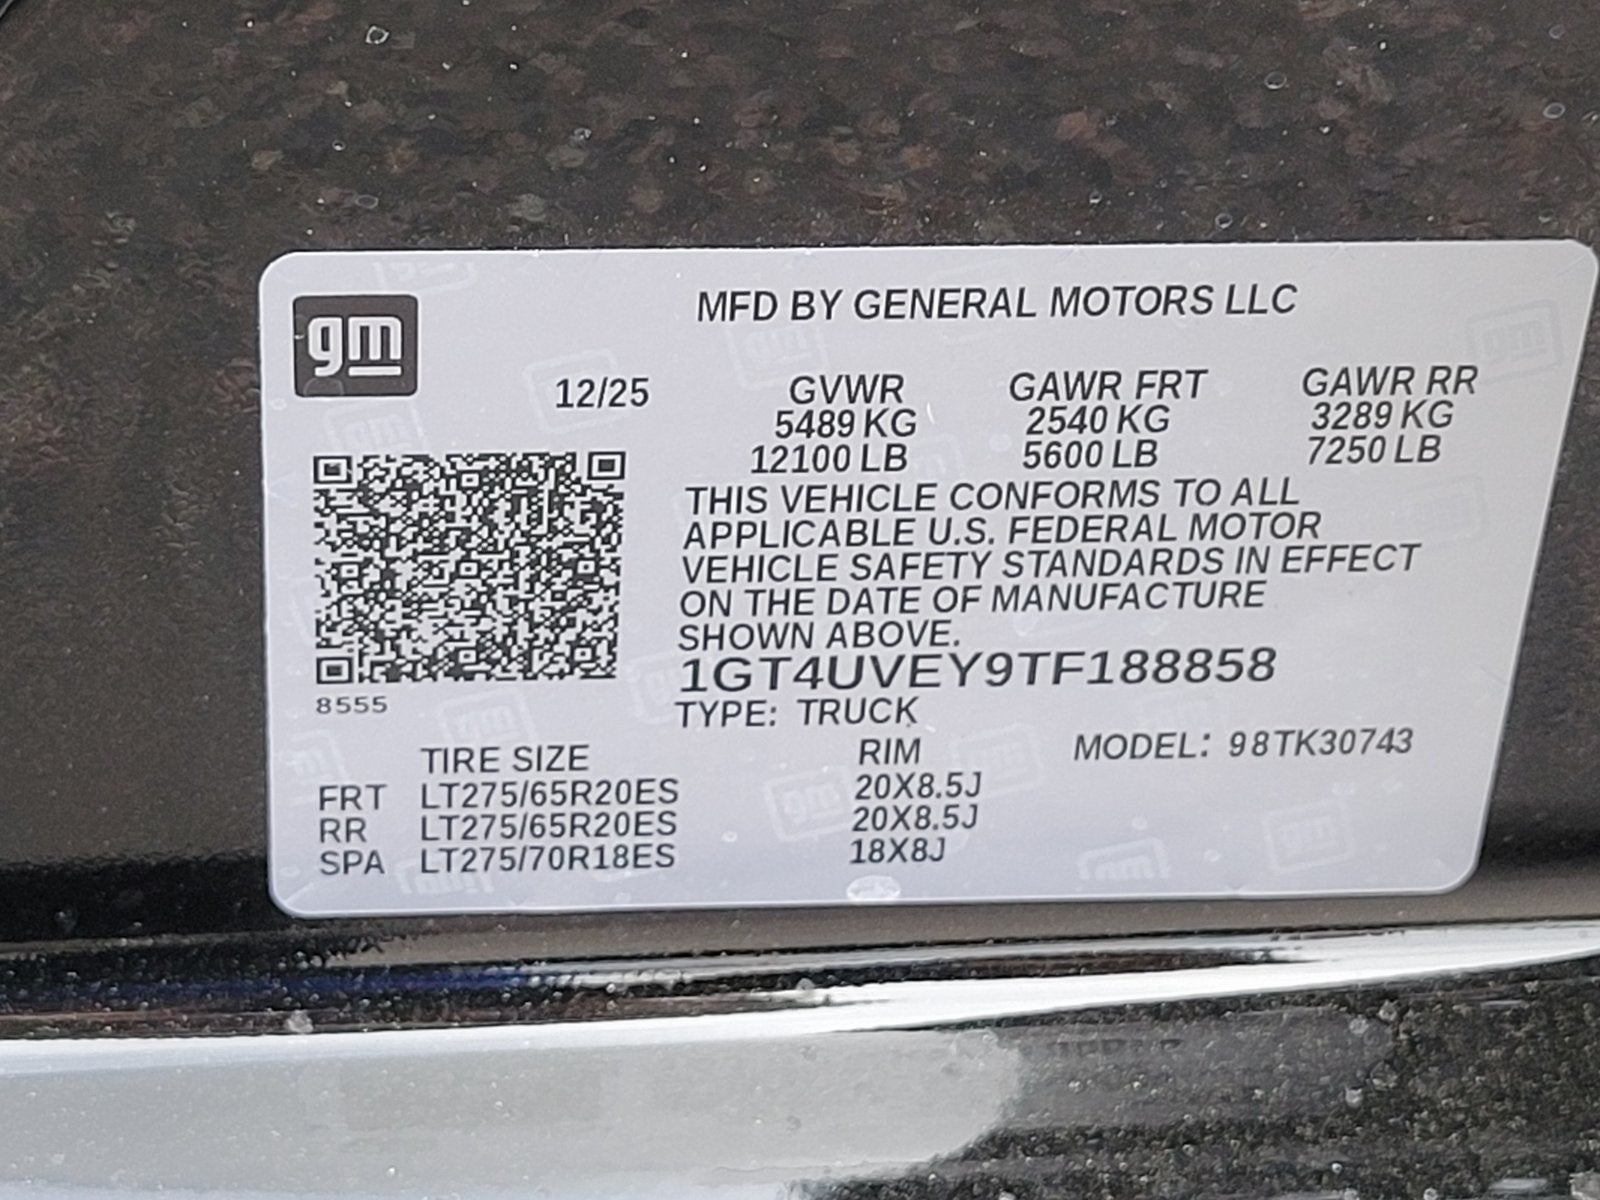 gm
MFD BY GENERAL MOTORS LLC
12/25 GVWR GAWR FRT GAWR RR
5489 KG 2540 KG 3289 KG
12100 LB 5600 LB 7250 LB
THIS VEHICLE CONFORMS TO ALL
APPLICABLE U.S. FEDERAL MOTOR
VEHICLE SAFETY STANDARDS IN EFFECT
ON THE DATE OF MANUFACTURE
SHOWN ABOVE.
1GT4UVEY9TF188858
8555
TYPE: TRUCK
TIRE SIZE RIM MODEL: 98TK30743
FRT LT275/65R20ES 20X8.5J
RR LT275/65R20ES 20X8.5J
SPA LT275/70R18ES 18X8J